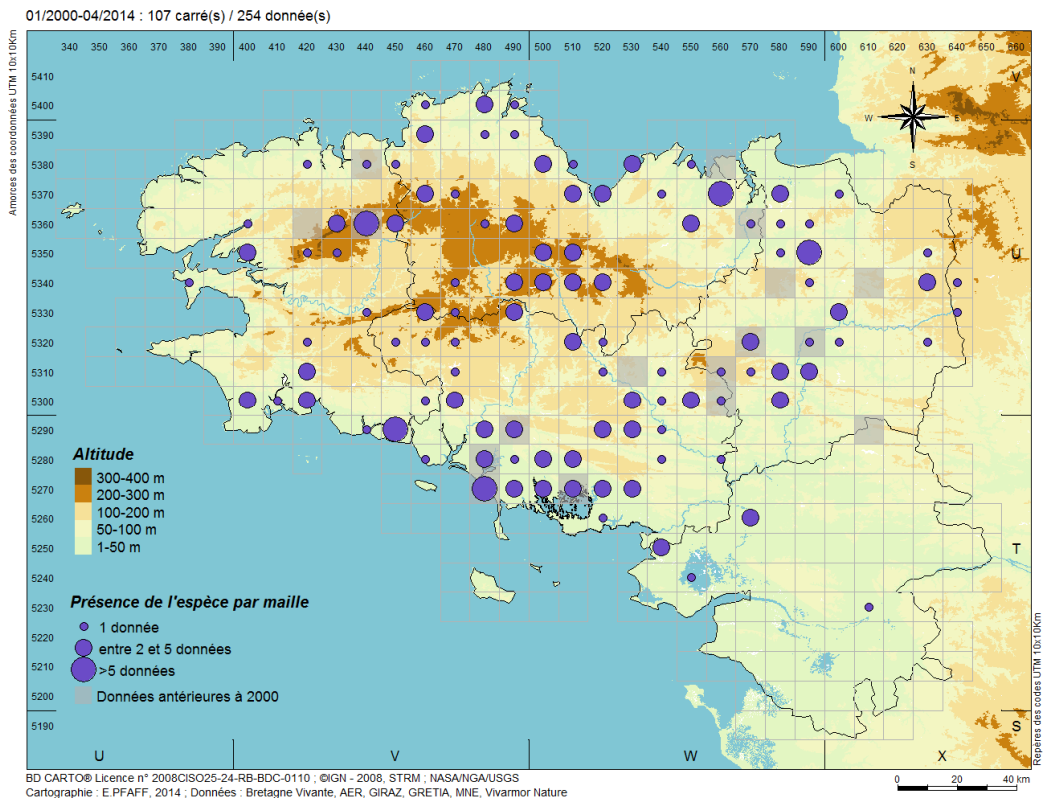 01/2000-04/2014 : 107 carré(s) / 254 donnée(s)
Amorces des coordonnées UTM 10x10Km
340 350 360 370 380 390 400 410 420 430 440 450 460 470 480 490 500 510 520 530 540 550 560 570 580 590 600 610 620 630 640 650 660
5410
5400
5390
5380
5370
5360
5350
5340
5330
5320
5310
5300
5290
5280
5270
5260
5250
5240
5230
5220
5210
5200
5190
N
W E
S
V
U
T
S
Altitude
300-400 m
200-300 m
100-200 m
50-100 m
1-50 m
Présence de l'espèce par maille
1 donnée
entre 2 et 5 données
>5 données
Données antérieures à 2000
U V W X
Repères des codes UTM 10x10Km
BD CARTO® Licence n° 2008CISO25-24-RB-BDC-0110 ; ©IGN - 2008, STRM ; NASA/NGA/USGS
Cartographie : E.PFAFF, 2014 ; Données : Bretagne Vivante, AER, GIRAZ, GRETIA, MNE, Vivarmor Nature
0 20 40 km